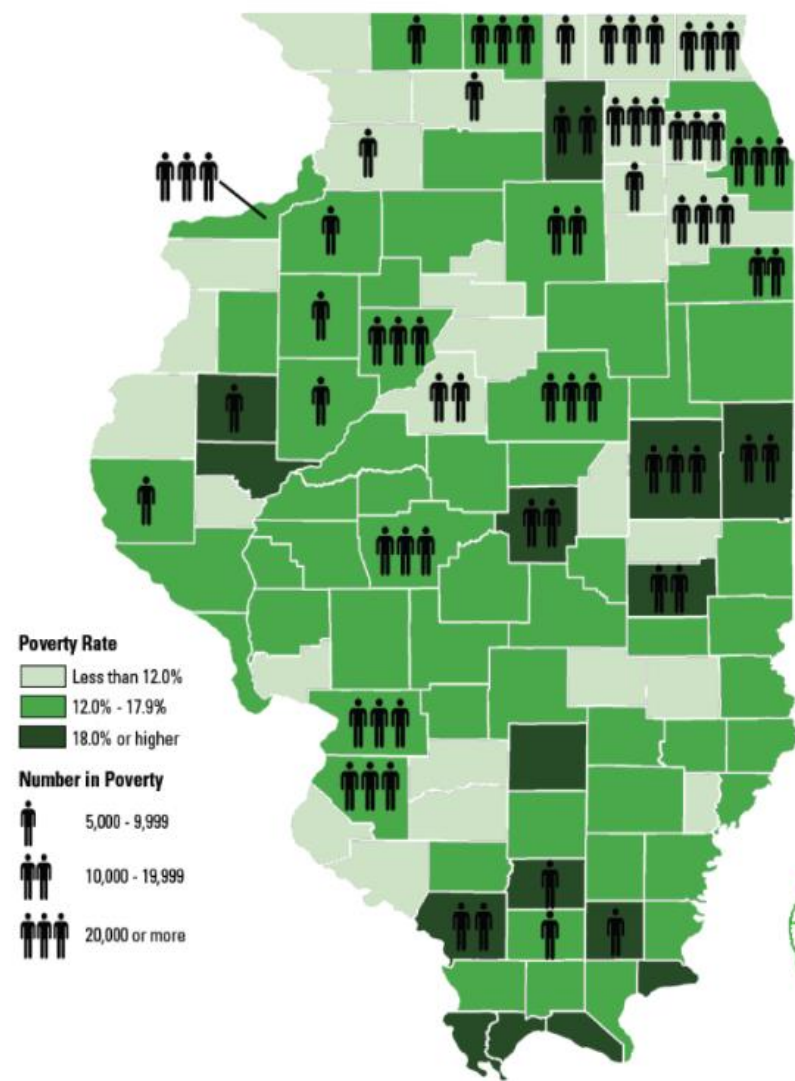 Poverty Rate
Less than 12.0%
12.0% - 17.9%
18.0% or higher
Number in Poverty
5,000 - 9,999
10,000 - 19,999
20,000 or more